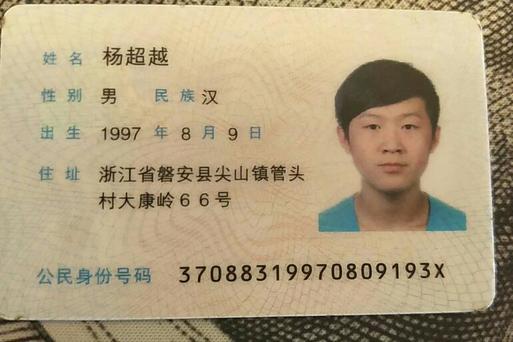 姓名 杨超越
性别 男 民族 汉
出生 1997 年 8 月 9 日
住址 浙江省磐安县尖山镇管头
村大康岭66号
公民身份号码 37088319970809193X